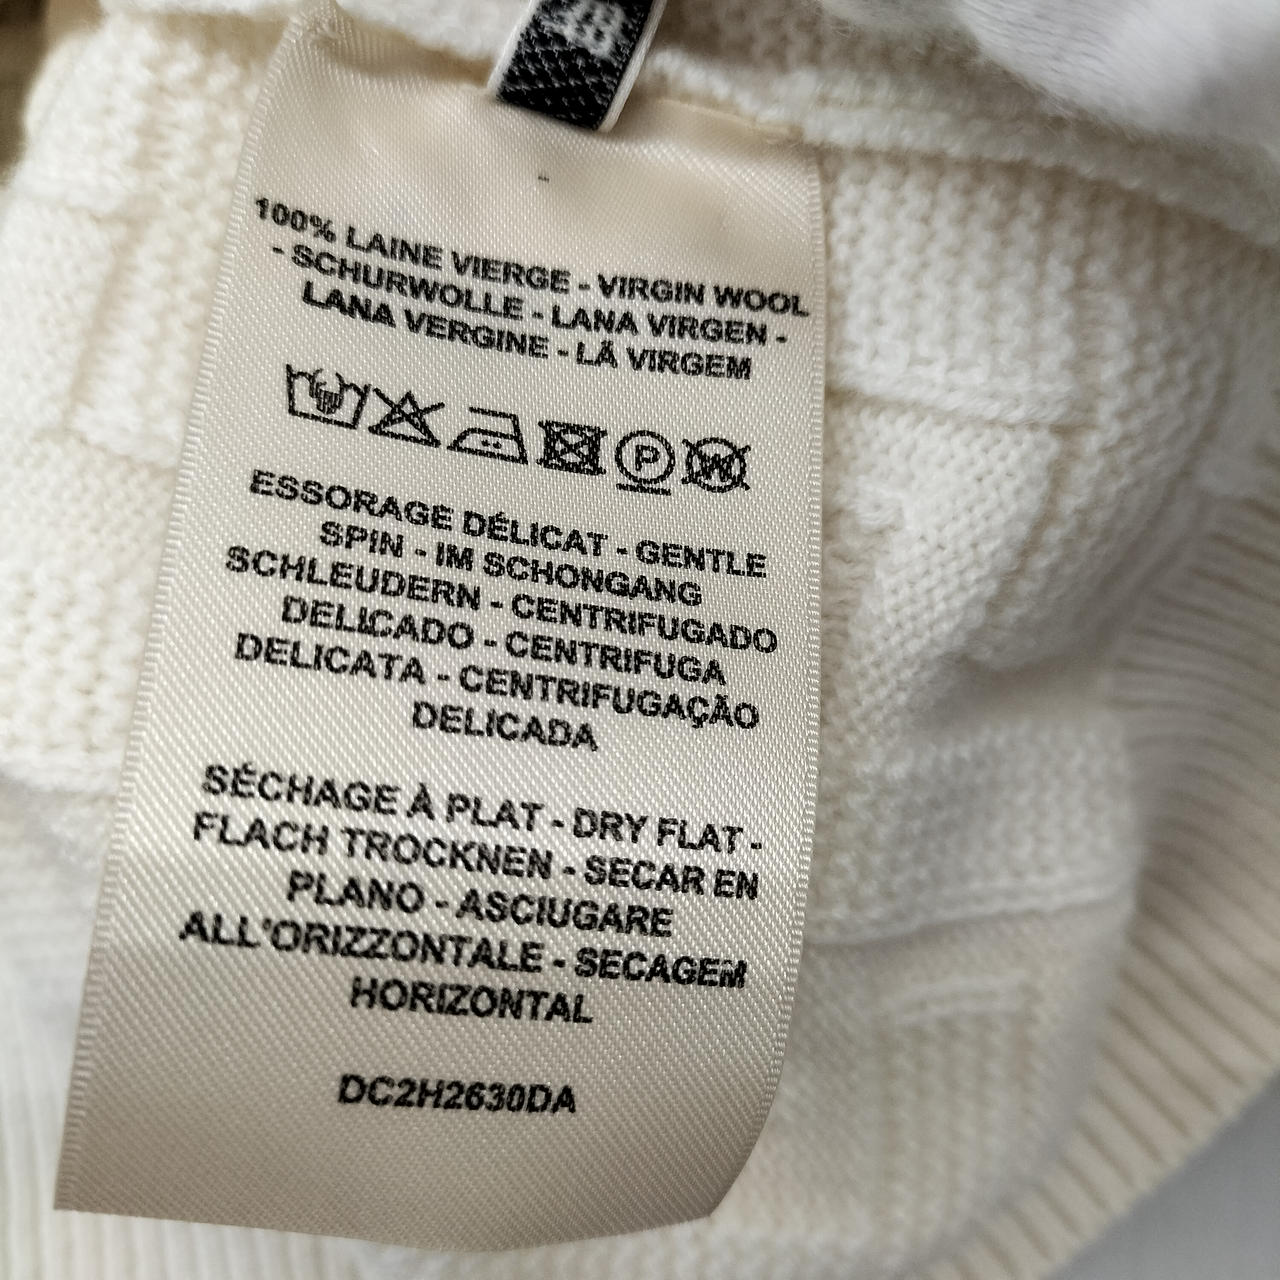 48
100% LAINE VIERGE - VIRGIN WOOL
- SCHURWOLLE - LANA VIRGEN -
LANA VERGINE - LÃ VIRGEM
P
W
ESSORAGE DÉLICAT - GENTLE
SPIN - IM SCHONGANG
SCHLEUDERN - CENTRIFUGADO
DELICADO - CENTRIFUGA
DELICATA - CENTRIFUGAÇÃO
DELICADA
SÉCHAGE À PLAT - DRY FLAT -
FLACH TROCKNEN - SECAR EN
PLANO - ASCIUGARE
ALL'ORIZZONTALE - SECAGEM
HORIZONTAL
DC2H2630DA